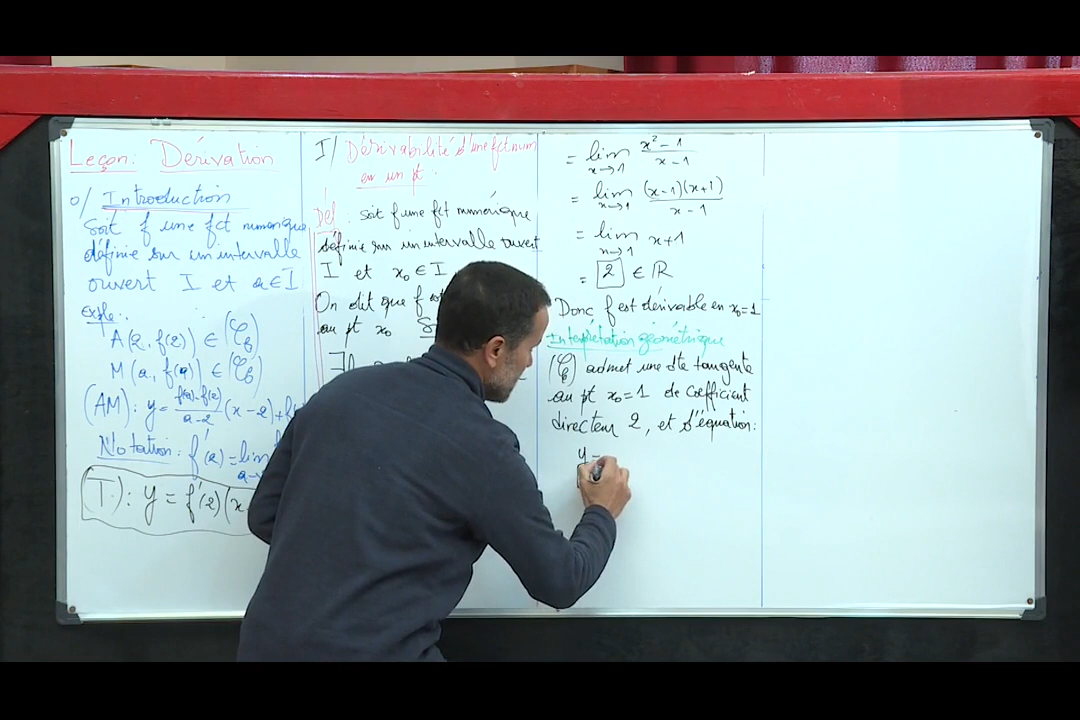 Leçon: Dérivation
0/ Introduction
Soit f une fct numérique
définie sur un intervalle
ouvert I et a∈I
Exple:
A(2, f(2)) ∈ (𝒞f)
M(a, f(a)) ∈ (𝒞f)
(AM): y = f(a)-f(2)/a-2 (x-2)+f(
Notation: f'(2) = lim
(T): y = f'(2)(x
I/ Dérivabilité d'une fct num
en un pt.
Déf: soit f une fct numérique
définie sur un intervalle ouvert
I et x₀ ∈ I
On dit que f est
au pt x₀
= lim x→1 x²-1/x-1
= lim x→1 (x-1)(x+1)/x-1
= lim x→1 x+1
= 2 ∈ ℝ
Donc f est dérivable en x₀=1
Interprétation géométrique
(𝒞f) admet une dte tangente
au pt x₀=1 de coefficient
directeur 2, et d'équation:
y =